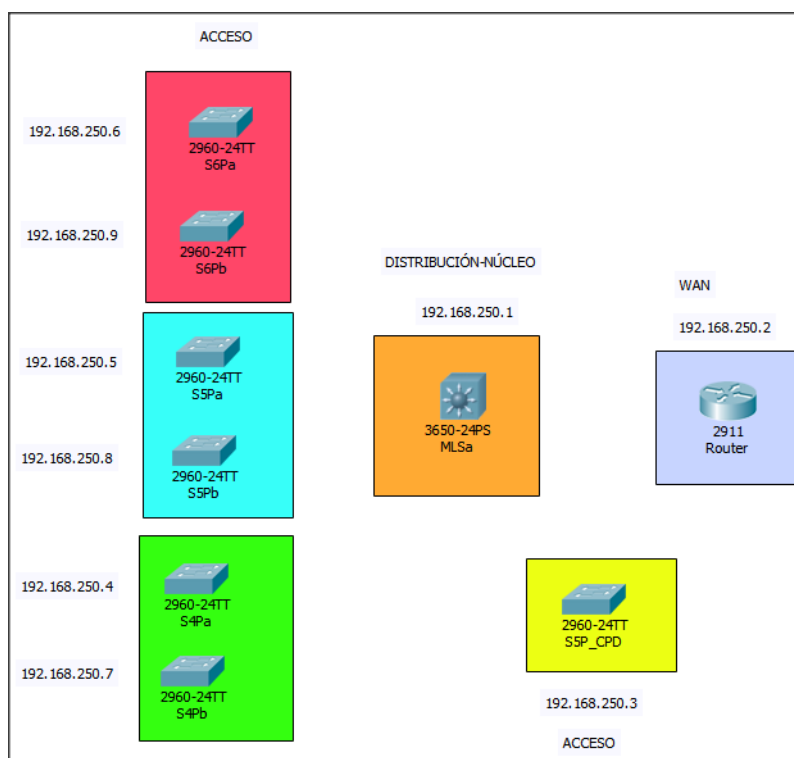 ACCESO
192.168.250.6
2960-24TT
S6Pa
192.168.250.9
2960-24TT
S6Pb
192.168.250.5
2960-24TT
S5Pa
192.168.250.8
2960-24TT
S5Pb
192.168.250.4
2960-24TT
S4Pa
192.168.250.7
2960-24TT
S4Pb
DISTRIBUCIÓN-NÚCLEO
192.168.250.1
3650-24PS
MLSa
WAN
192.168.250.2
2911
Router
2960-24TT
S5P_CPD
192.168.250.3
ACCESO